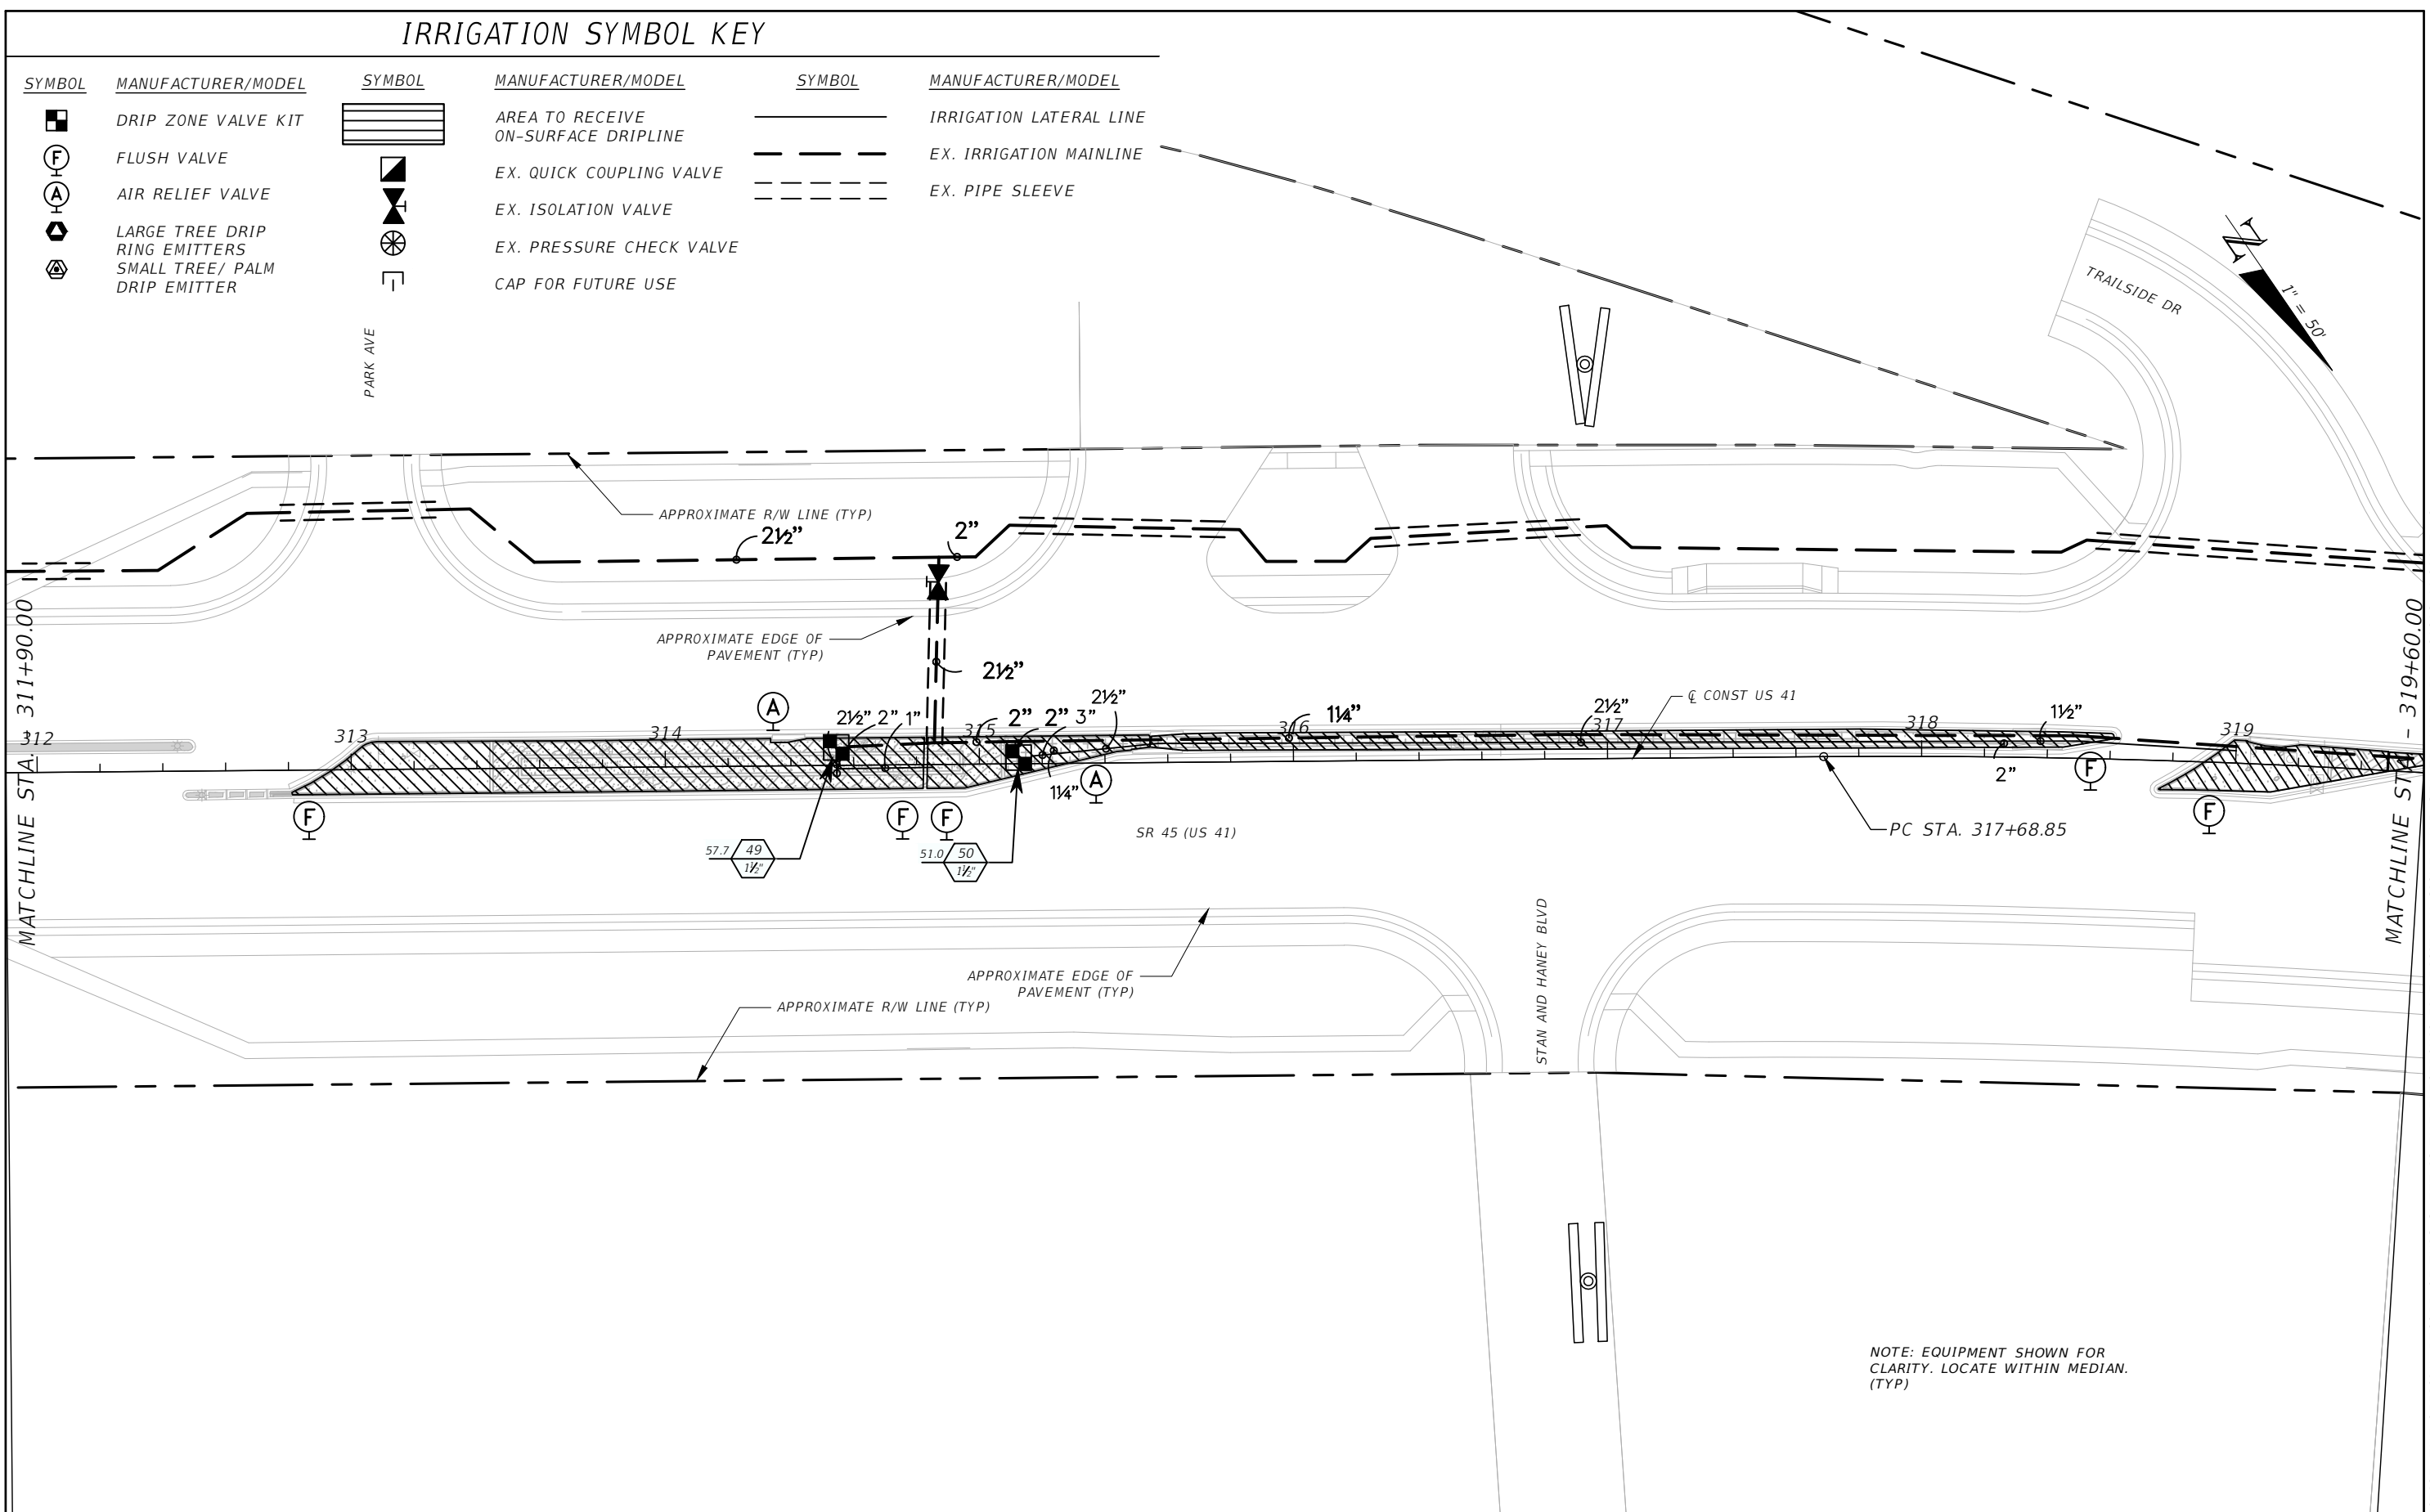 IRRIGATION SYMBOL KEY
SYMBOL MANUFACTURER/MODEL
DRIP ZONE VALVE KIT
F FLUSH VALVE
A AIR RELIEF VALVE
LARGE TREE DRIP
RING EMITTERS
SMALL TREE/ PALM
DRIP EMITTER
SYMBOL MANUFACTURER/MODEL
AREA TO RECEIVE
ON-SURFACE DRIPLINE
EX. QUICK COUPLING VALVE
EX. ISOLATION VALVE
EX. PRESSURE CHECK VALVE
CAP FOR FUTURE USE
SYMBOL MANUFACTURER/MODEL
IRRIGATION LATERAL LINE
EX. IRRIGATION MAINLINE
EX. PIPE SLEEVE
N
1" = 50'
TRAILSIDE DR
PARK AVE
APPROXIMATE R/W LINE (TYP)
2½"
2"
APPROXIMATE EDGE OF
PAVEMENT (TYP)
2½"
MATCHLINE STA. 311+90.00
MATCHLINE STA. - 319+60.00
312
313
314
315
316
317
318
319
A
2½" 2" 1"
2" 2" 3"
2½"
1¼"
2½"
℄ CONST US 41
1½"
2"
1¼"
A
F
F
F
F
F
57.7
49
1½"
51.0
50
1½"
SR 45 (US 41)
PC STA. 317+68.85
STAN AND HANEY BLVD
APPROXIMATE EDGE OF
PAVEMENT (TYP)
APPROXIMATE R/W LINE (TYP)
NOTE: EQUIPMENT SHOWN FOR
CLARITY. LOCATE WITHIN MEDIAN.
(TYP)